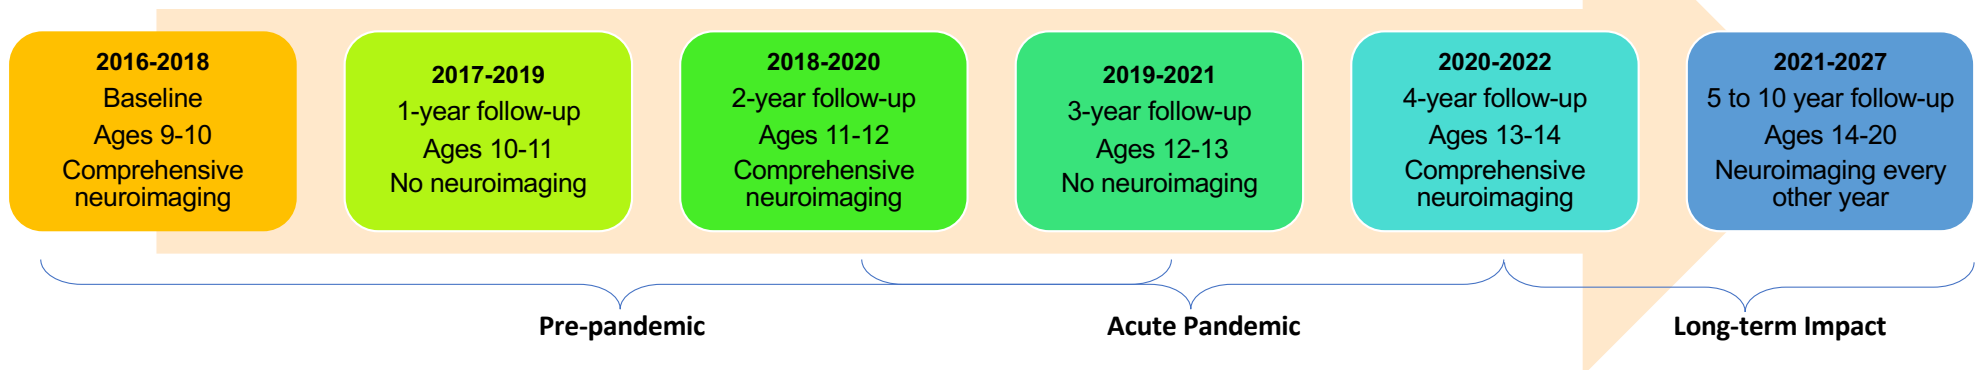 2016-2018
Baseline
Ages 9-10
Comprehensive
neuroimaging
2017-2019
1-year follow-up
Ages 10-11
No neuroimaging
2018-2020
2-year follow-up
Ages 11-12
Comprehensive
neuroimaging
2019-2021
3-year follow-up
Ages 12-13
No neuroimaging
2020-2022
4-year follow-up
Ages 13-14
Comprehensive
neuroimaging
2021-2027
5 to 10 year follow-up
Ages 14-20
Neuroimaging every
other year
Pre-pandemic
Acute Pandemic
Long-term Impact